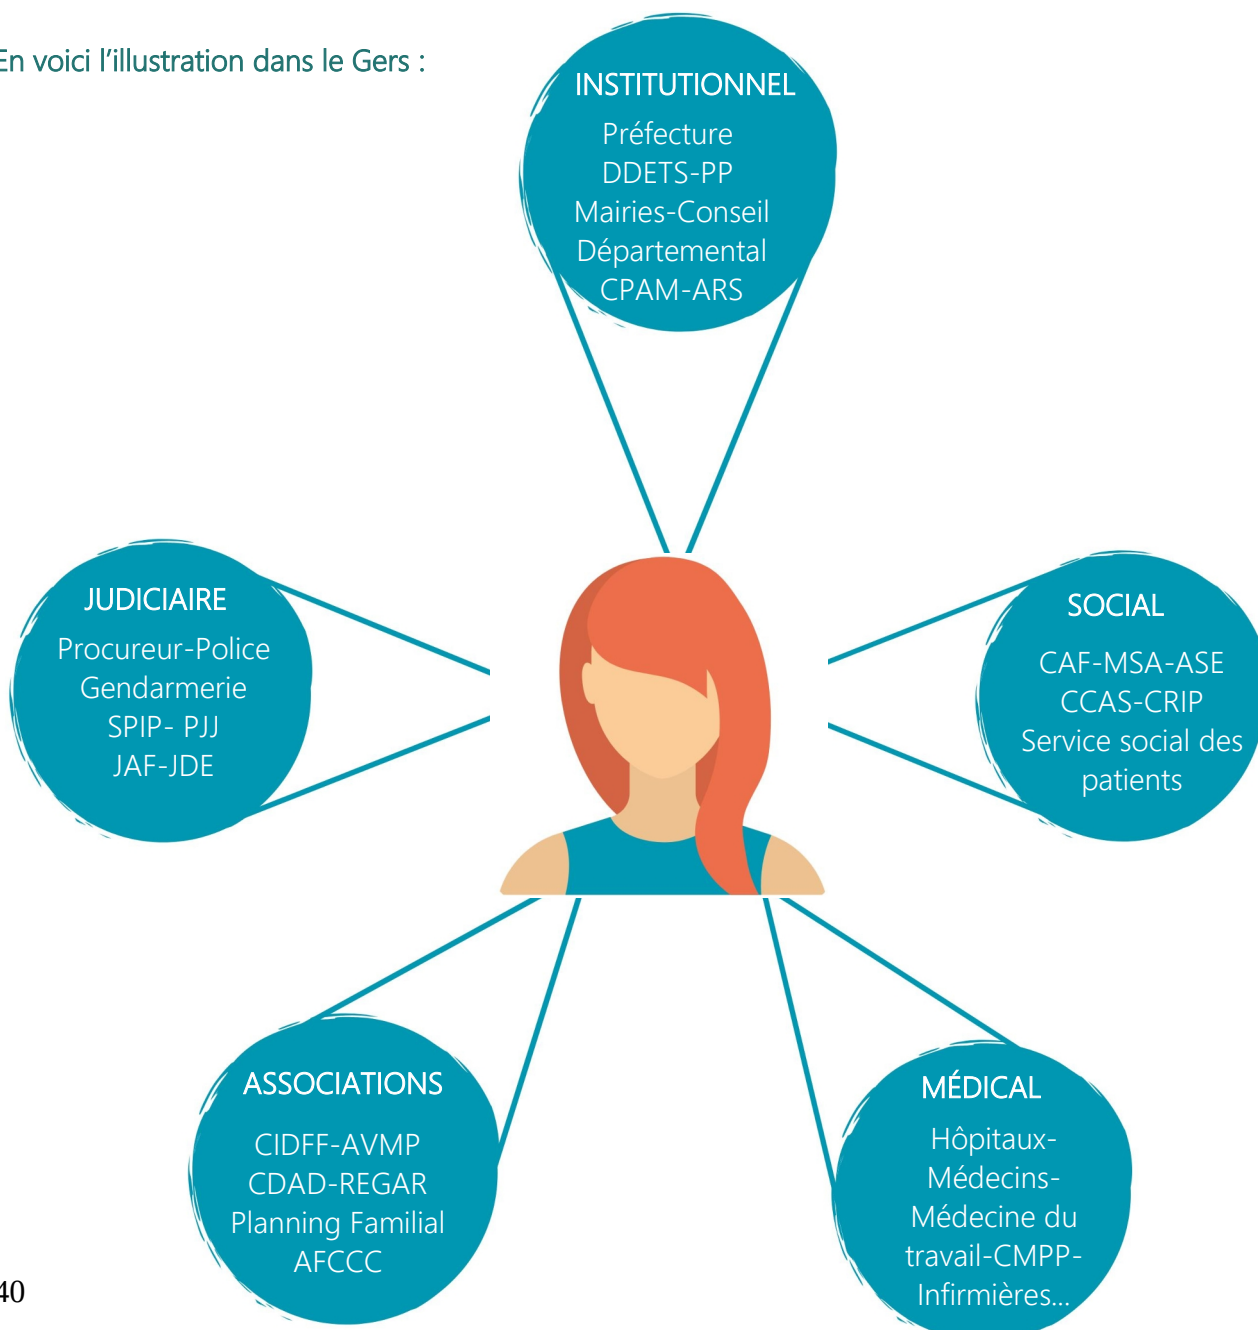 En voici l'illustration dans le Gers :
INSTITUTIONNEL
Préfecture
DDETS-PP
Mairies-Conseil
Départemental
CPAM-ARS
JUDICIAIRE
Procureur-Police
Gendarmerie
SPIP- PJJ
JAF-JDE
SOCIAL
CAF-MSA-ASE
CCAS-CRIP
Service social des
patients
ASSOCIATIONS
CIDFF-AVMP
CDAD-REGAR
Planning Familial
AFCCC
MÉDICAL
Hôpitaux-
Médecins-
Médecine du
travail-CMPP-
Infirmières...
40